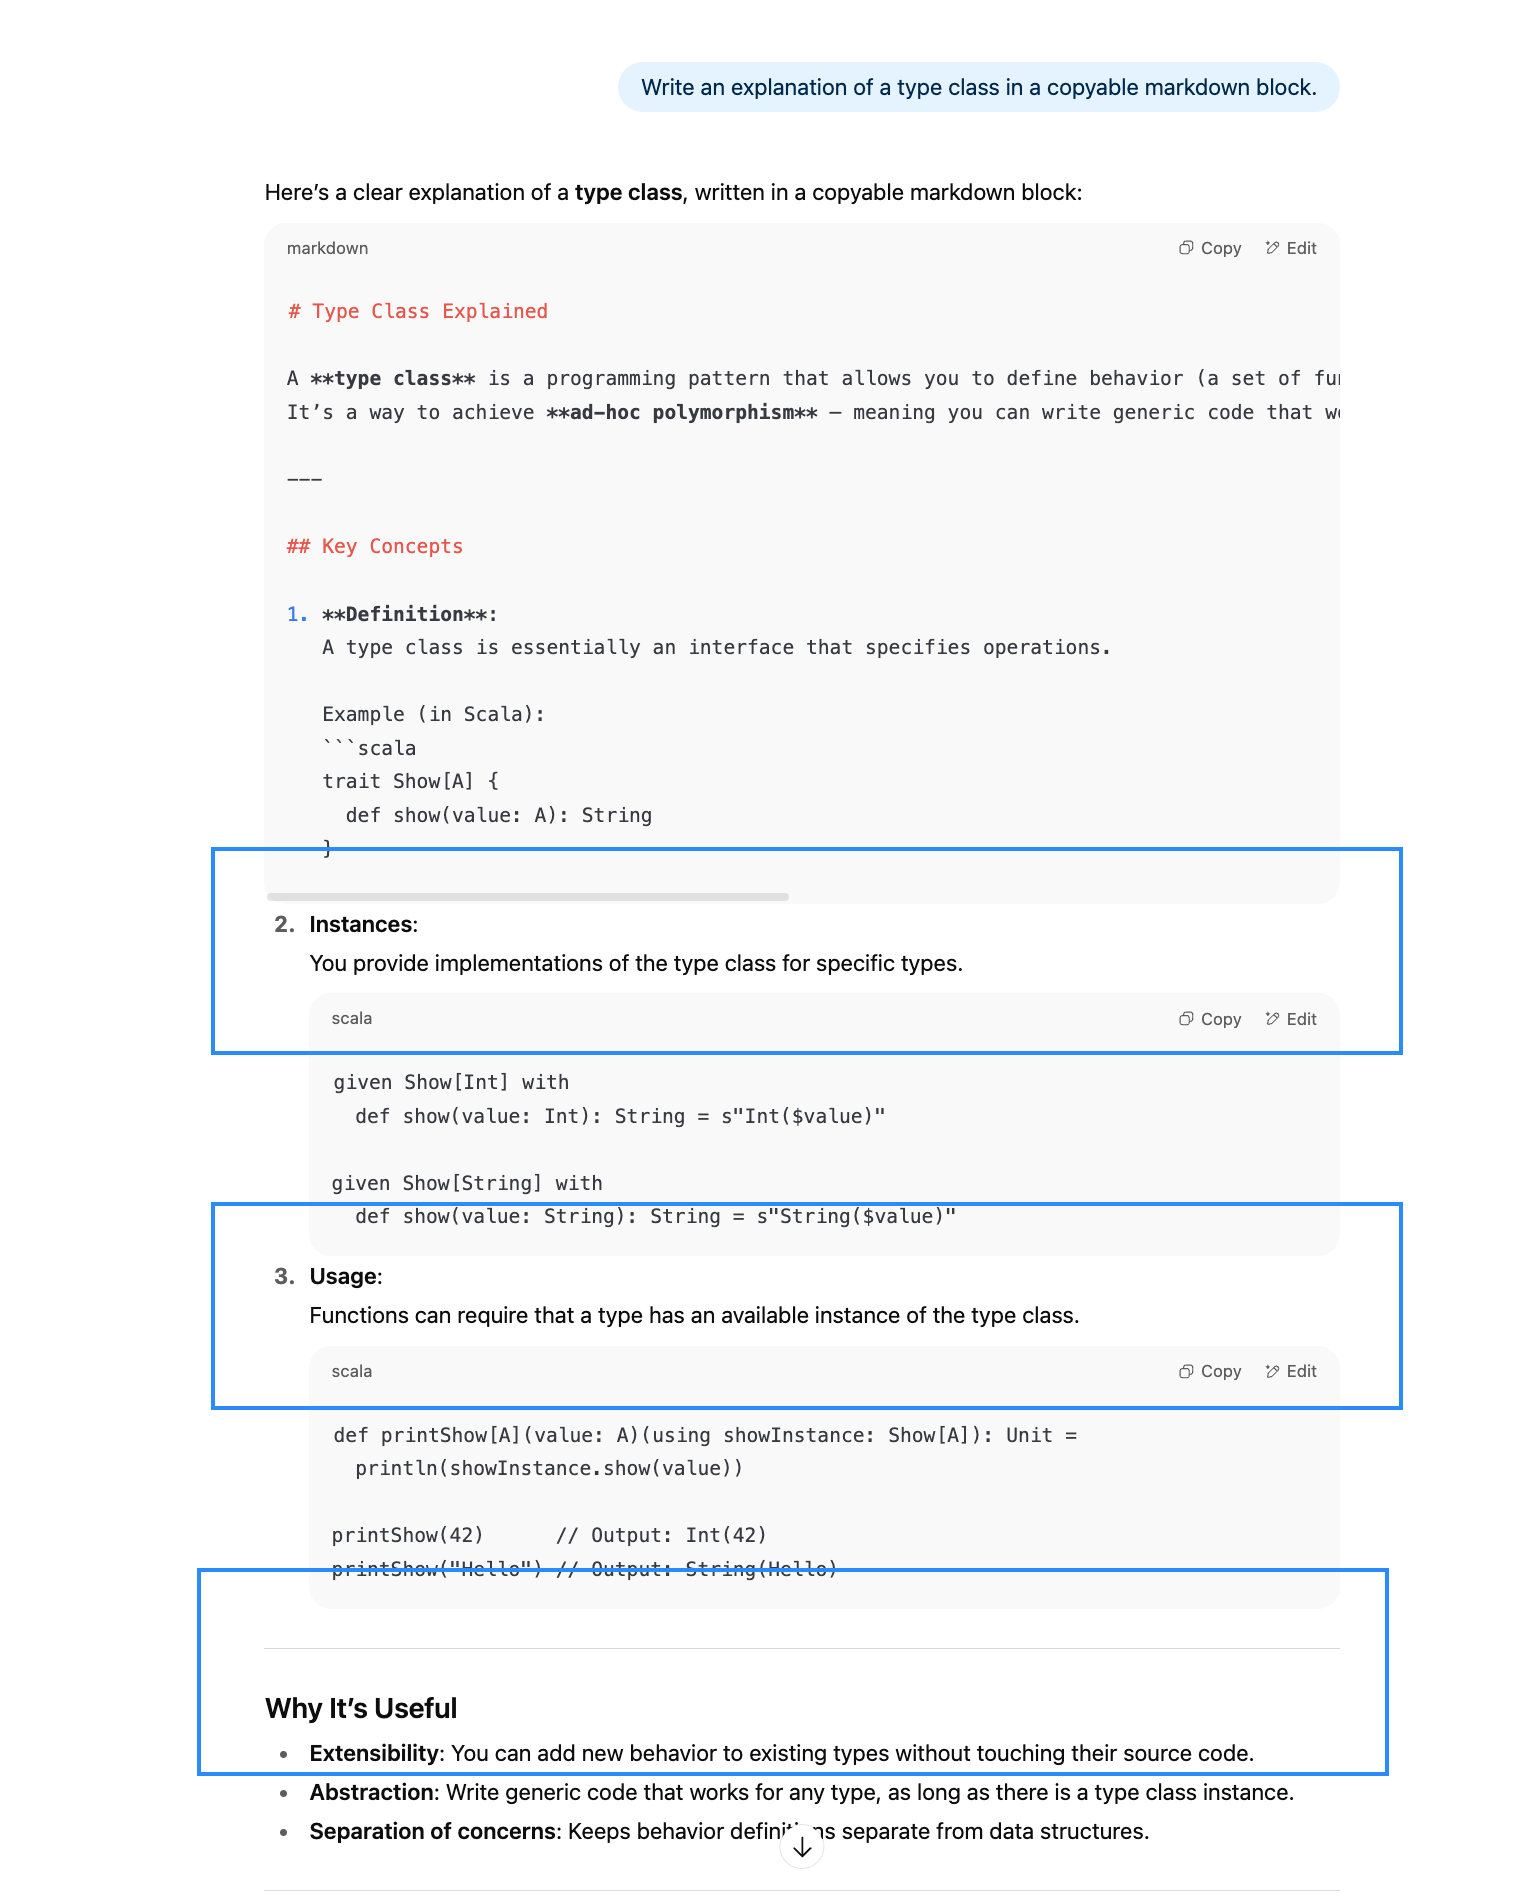 Write an explanation of a type class in a copyable markdown block.
Here’s a clear explanation of a type class, written in a copyable markdown block:
markdown
Copy
Edit
# Type Class Explained
A **type class** is a programming pattern that allows you to define behavior (a set of
It’s a way to achieve **ad-hoc polymorphism** — meaning you can write generic code that
---
## Key Concepts
1. **Definition**:
A type class is essentially an interface that specifies operations.
Example (in Scala):
```scala
trait Show[A] {
def show(value: A): String
}
2. Instances:
You provide implementations of the type class for specific types.
scala
Copy
Edit
given Show[Int] with
def show(value: Int): String = s"Int($value)"
given Show[String] with
def show(value: String): String = s"String($value)"
3. Usage:
Functions can require that a type has an available instance of the type class.
scala
Copy
Edit
def printShow[A](value: A)(using showInstance: Show[A]): Unit =
println(showInstance.show(value))
printShow(42) // Output: Int(42)
printShow("Hello") // Output: String(Hello)
Why It’s Useful
• Extensibility: You can add new behavior to existing types without touching their source code.
• Abstraction: Write generic code that works for any type, as long as there is a type class instance.
• Separation of concerns: Keeps behavior definitions separate from data structures.